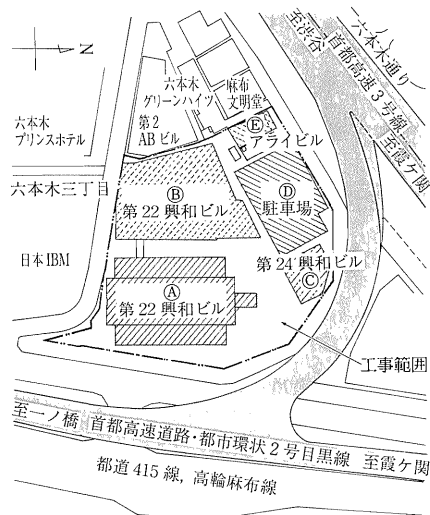 N
六本木通り
首都高速3号線
至渋谷
至霞ケ関
六本木
グリーンハイツ
麻布
文明堂
第2
ABビル
六本木
プリンスホテル
Ⓔ
アライビル
六本木三丁目
Ⓑ
第22興和ビル
Ⓓ
駐車場
日本IBM
第24興和ビル
Ⓒ
Ⓐ
第22興和ビル
工事範囲
至一ノ橋 首都高速道路・都市環状2号目黒線 至霞ケ関
都道415線，高輪麻布線